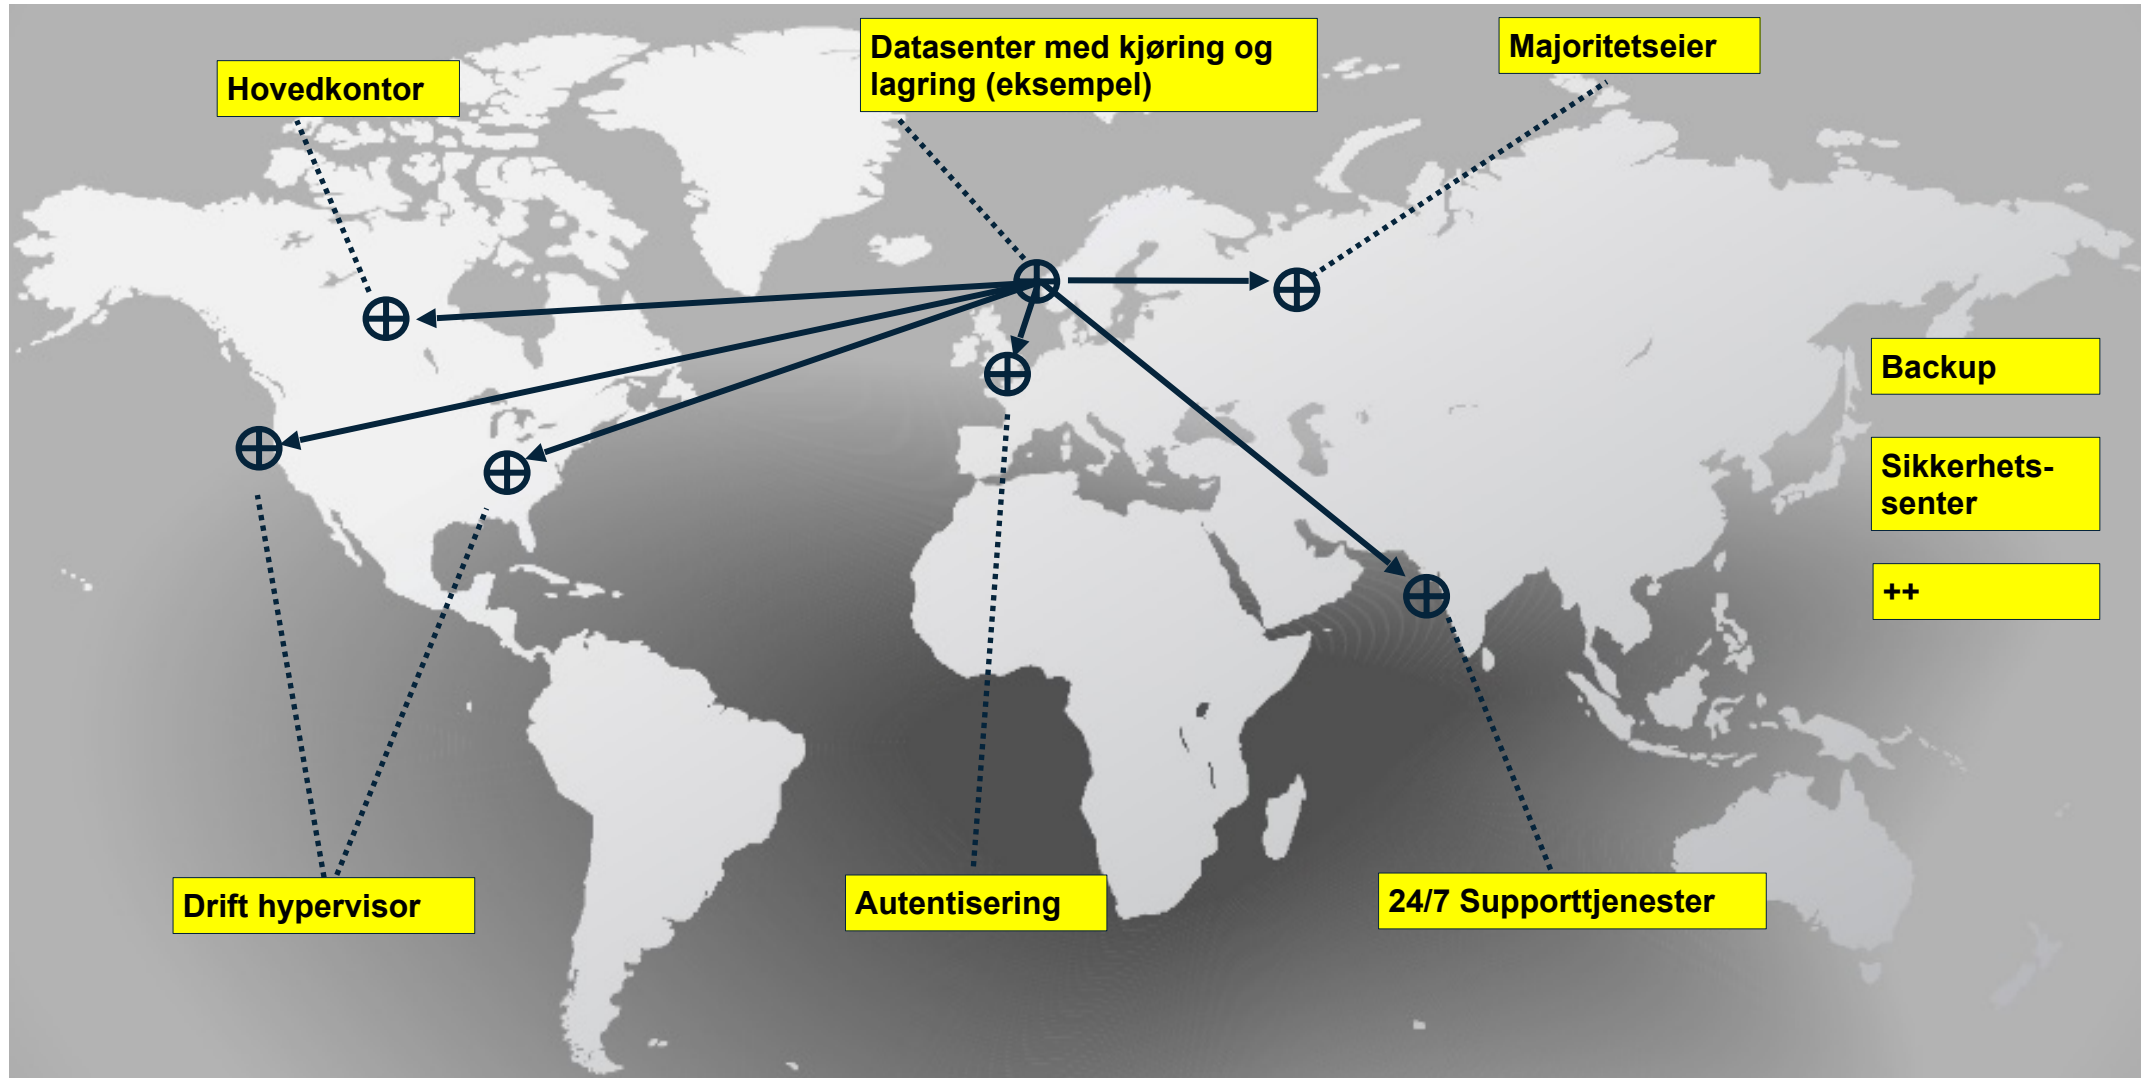 Hovedkontor
Datasenter med kjøring og
lagring (eksempel)
Majoritetseier
Backup
Sikkerhets-
senter
++
Drift hypervisor
Autentisering
24/7 Supporttjenester